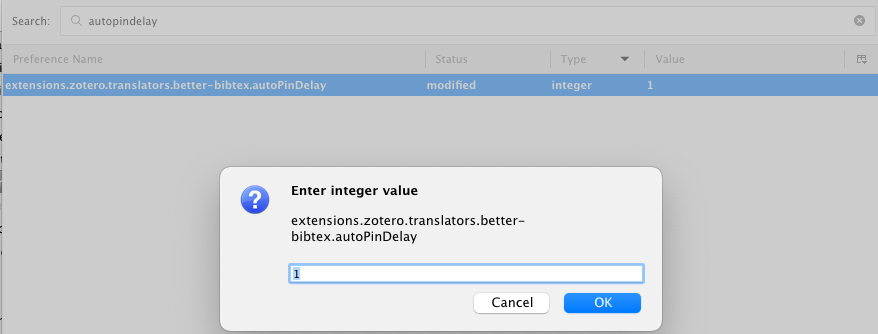 Search: autopindelay
Preference Name Status Type Value
extensions.zotero.translators.better-bibtex.autoPinDelay modified integer 1
Enter integer value
extensions.zotero.translators.better-
bibtex.autoPinDelay
1
Cancel OK